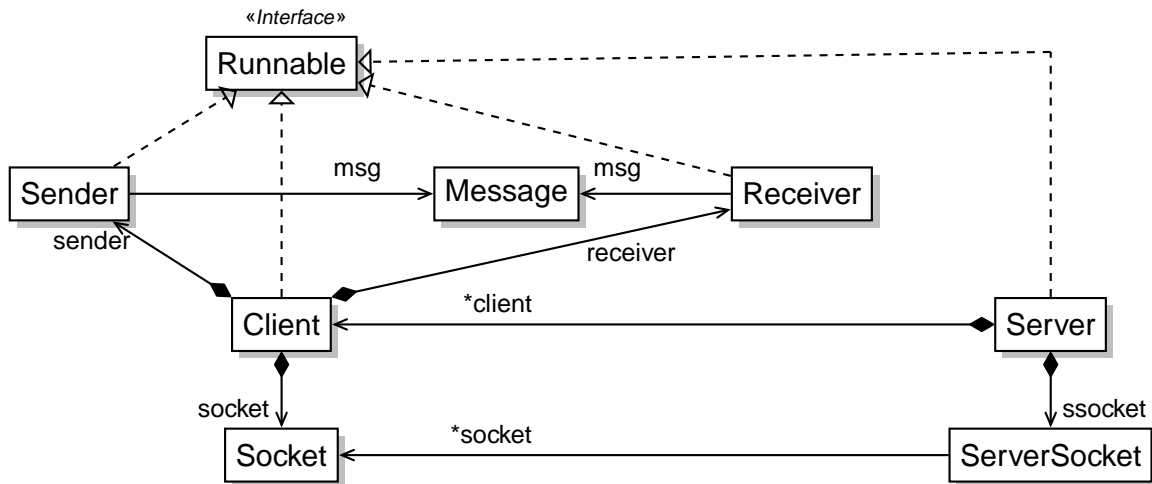 «Interface»
Runnable
msg
msg
Sender
Message
Receiver
sender
receiver
*client
Client
Server
socket
*socket
ssocket
Socket
ServerSocket